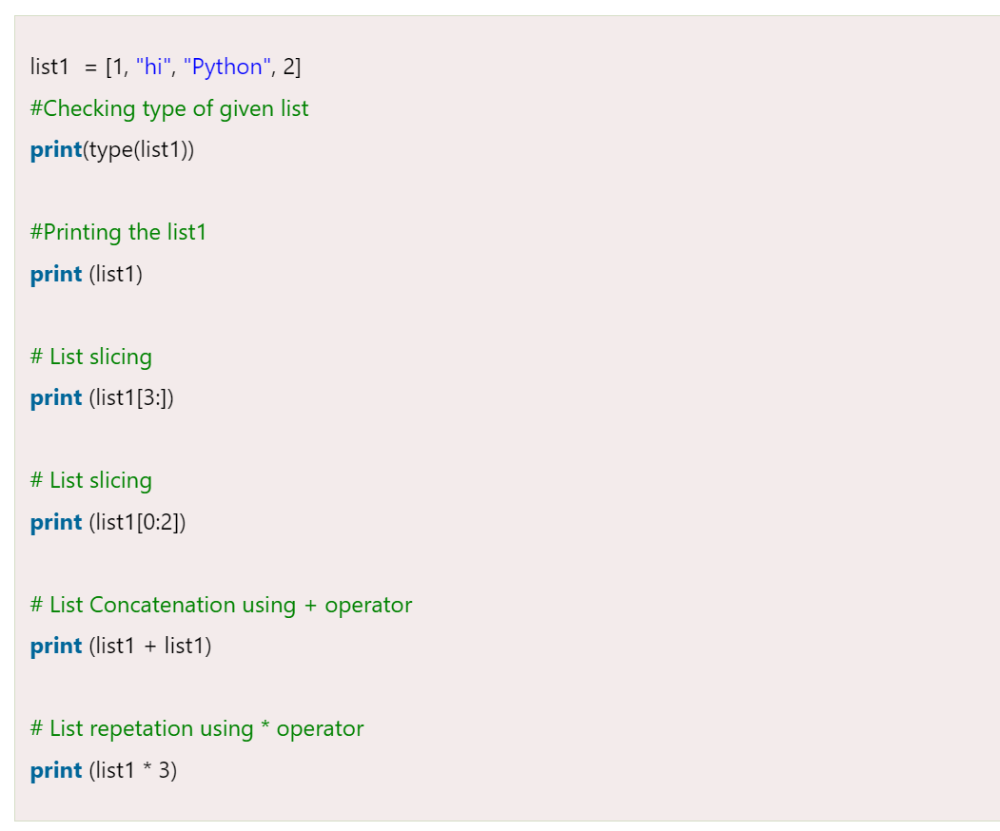 list1  = [1, "hi", "Python", 2]
#Checking type of given list
print(type(list1))
#Printing the list1
print (list1)
# List slicing
print (list1[3:])
# List slicing
print (list1[0:2])
# List Concatenation using + operator
print (list1 + list1)
# List repetation using * operator
print (list1 * 3)